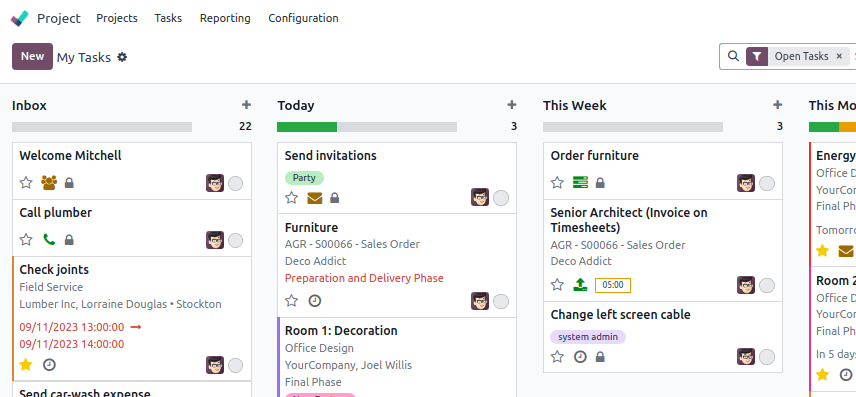 Project Projects Tasks Reporting Configuration
New My Tasks Open Tasks ×
Inbox
22
Welcome Mitchell
Call plumber
Check joints
Field Service
Lumber Inc, Lorraine Douglas • Stockton
09/11/2023 13:00:00 →
09/11/2023 14:00:00
Send car-wash expense
Today
3
Send invitations
Party
Furniture
AGR - S00066 - Sales Order
Deco Addict
Preparation and Delivery Phase
Room 1: Decoration
Office Design
YourCompany, Joel Willis
Final Phase
This Week
3
Order furniture
Senior Architect (Invoice on
Timesheets)
AGR - S00066 - Sales Order
Deco Addict
05:00
Change left screen cable
system admin
This Mo
Energy
Office D
YourCom
Final Pha
Tomorro
Room 2
Office D
YourCom
Final Pha
In 5 days